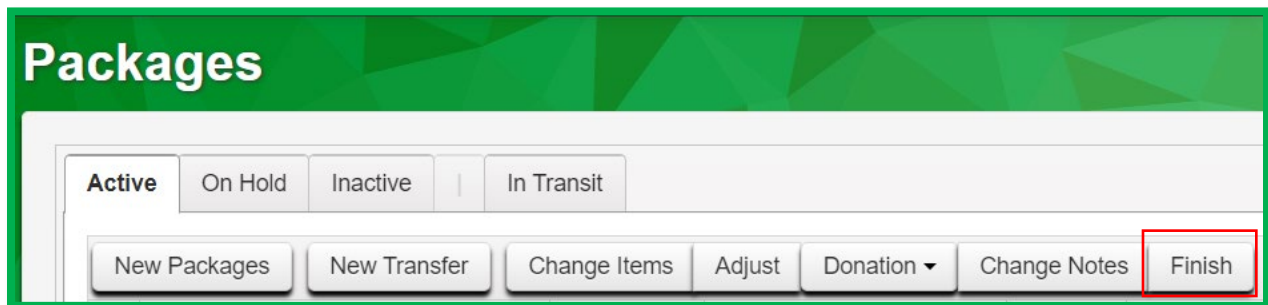 Packages
Active On Hold Inactive | In Transit
New Packages New Transfer Change Items Adjust Donation Change Notes Finish